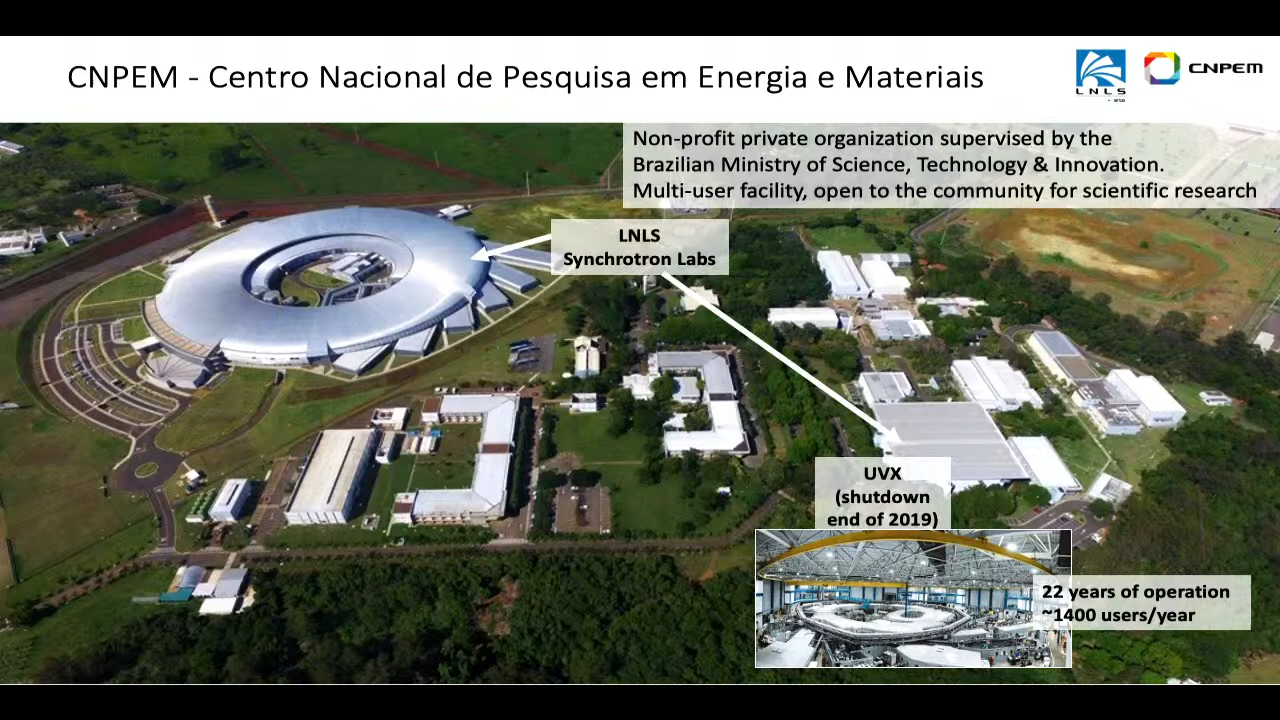 CNPEM - Centro Nacional de Pesquisa em Energia e Materiais
LNLS
sirius
CNPEM
Non-profit private organization supervised by the
Brazilian Ministry of Science, Technology & Innovation.
Multi-user facility, open to the community for scientific research
LNLS
Synchrotron Labs
UVX
(shutdown
end of 2019)
22 years of operation
~1400 users/year